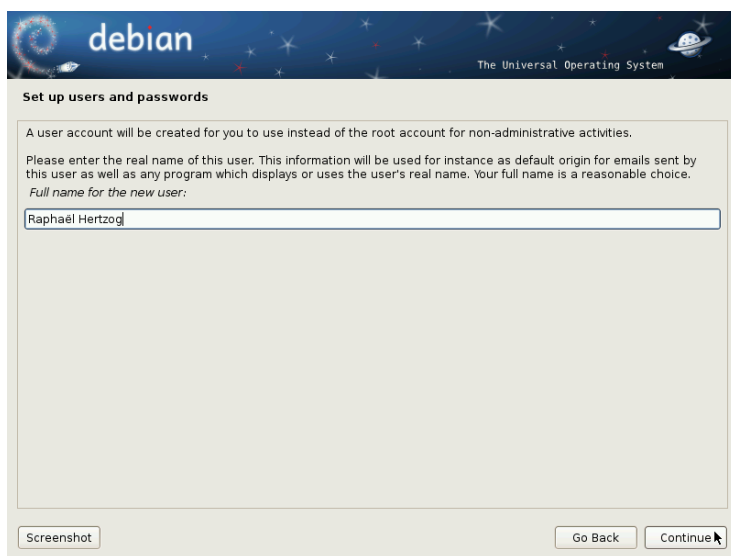 debian
The Universal Operating System
Set up users and passwords
A user account will be created for you to use instead of the root account for non-administrative activities.
Please enter the real name of this user. This information will be used for instance as default origin for emails sent by
this user as well as any program which displays or uses the user's real name. Your full name is a reasonable choice.
Full name for the new user:
Raphaël Hertzog
Screenshot
Go Back
Continue